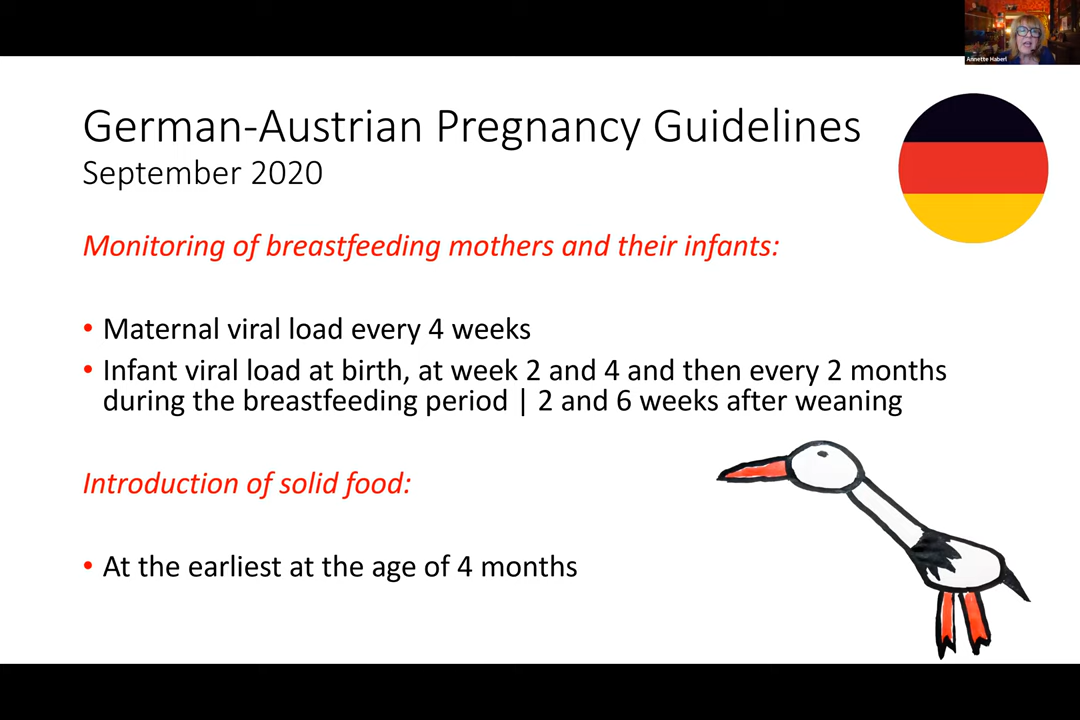 Annette Haberl
German-Austrian Pregnancy Guidelines
September 2020
Monitoring of breastfeeding mothers and their infants:
• Maternal viral load every 4 weeks
• Infant viral load at birth, at week 2 and 4 and then every 2 months
during the breastfeeding period | 2 and 6 weeks after weaning
Introduction of solid food:
• At the earliest at the age of 4 months